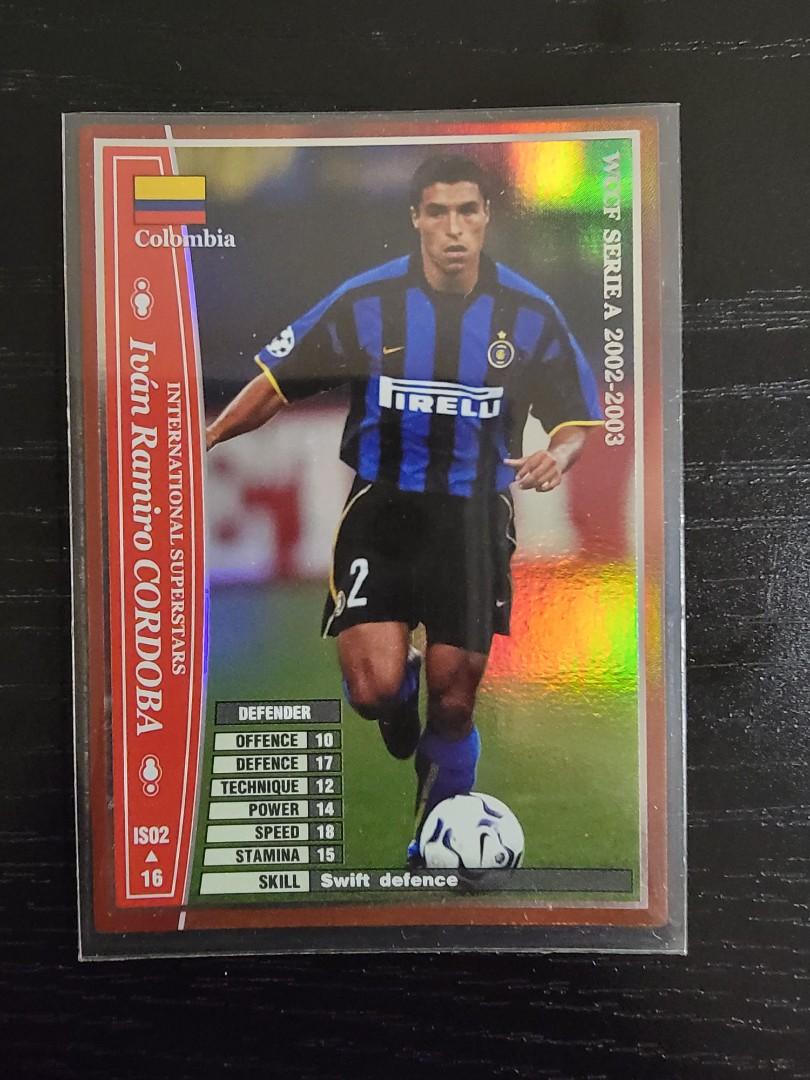 Colombia
INTERNATIONAL SUPERSTARS
Iván Ramiro CORDOBA
IS02
▲
16
WCCF SERIE A 2002-2003
PIRELLI
2
DEFENDER
OFFENCE 10
DEFENCE 17
TECHNIQUE 12
POWER 14
SPEED 18
STAMINA 15
SKILL Swift defence